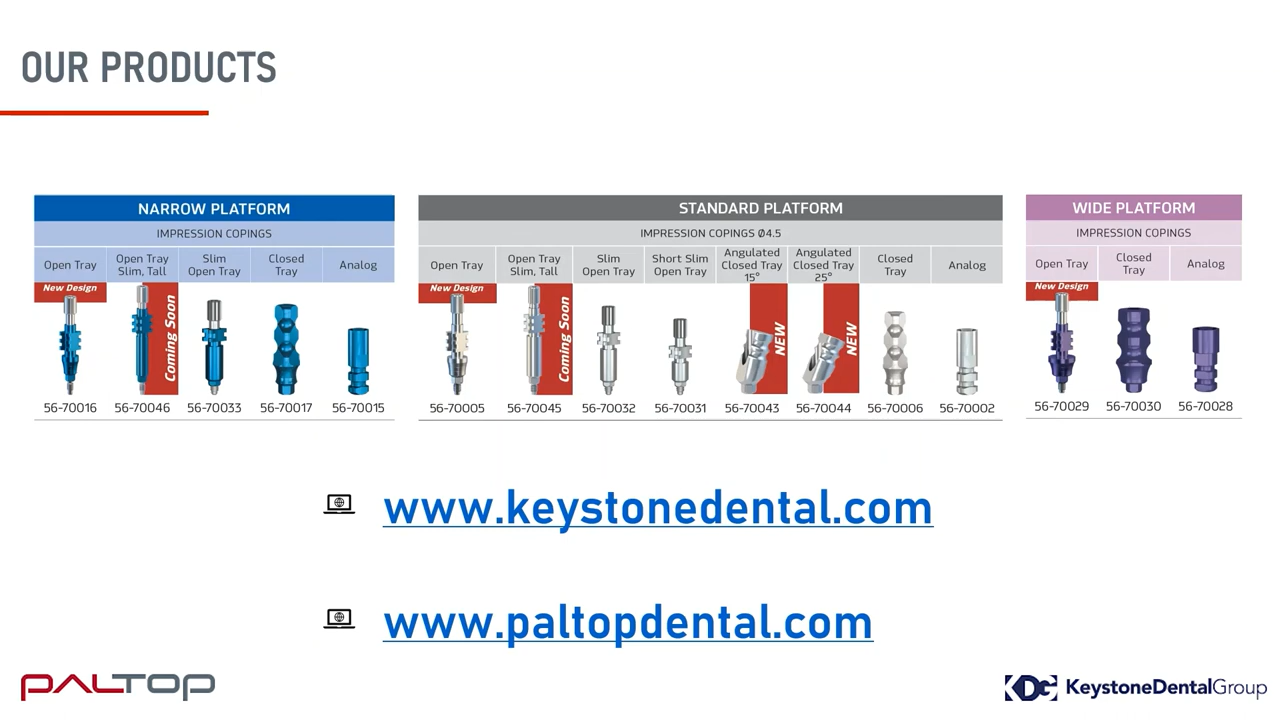 OUR PRODUCTS
NARROW PLATFORM
IMPRESSION COPINGS
Open Tray
Open Tray
Slim, Tall
Slim
Open Tray
Closed
Tray
Analog
New Design
Coming Soon
56-70016
56-70046
56-70033
56-70017
56-70015
STANDARD PLATFORM
IMPRESSION COPINGS Ø4.5
Open Tray
Open Tray
Slim, Tall
Slim
Open Tray
Short Slim
Open Tray
Angulated
Closed Tray
15°
Angulated
Closed Tray
25°
Closed
Tray
Analog
New Design
Coming Soon
NEW
NEW
56-70005
56-70045
56-70032
56-70031
56-70043
56-70044
56-70006
56-70002
WIDE PLATFORM
IMPRESSION COPINGS
Open Tray
Closed
Tray
Analog
New Design
56-70029
56-70030
56-70028
www.keystonedental.com
www.paltopdental.com
PALTOP
KDG KeystoneDentalGroup